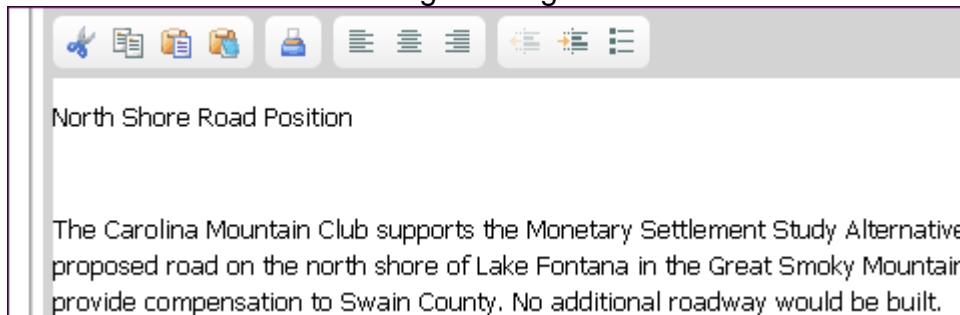 North Shore Road Position
The Carolina Mountain Club supports the Monetary Settlement Study Alternative
proposed road on the north shore of Lake Fontana in the Great Smoky Mountain
provide compensation to Swain County. No additional roadway would be built.